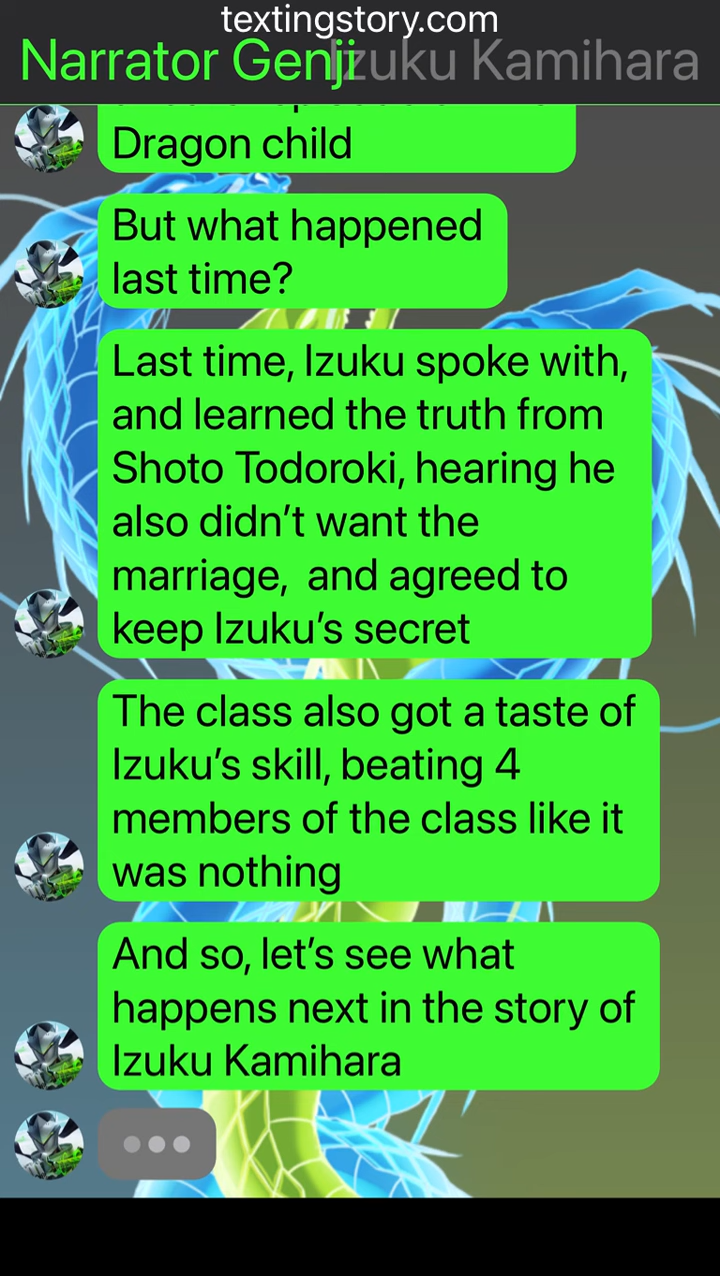 textingstory.com
Narrator Genji Izuku Kamihara
Dragon child
But what happened
last time?
Last time, Izuku spoke with,
and learned the truth from
Shoto Todoroki, hearing he
also didn’t want the
marriage,  and agreed to
keep Izuku’s secret
The class also got a taste of
Izuku’s skill, beating 4
members of the class like it
was nothing
And so, let’s see what
happens next in the story of
Izuku Kamihara